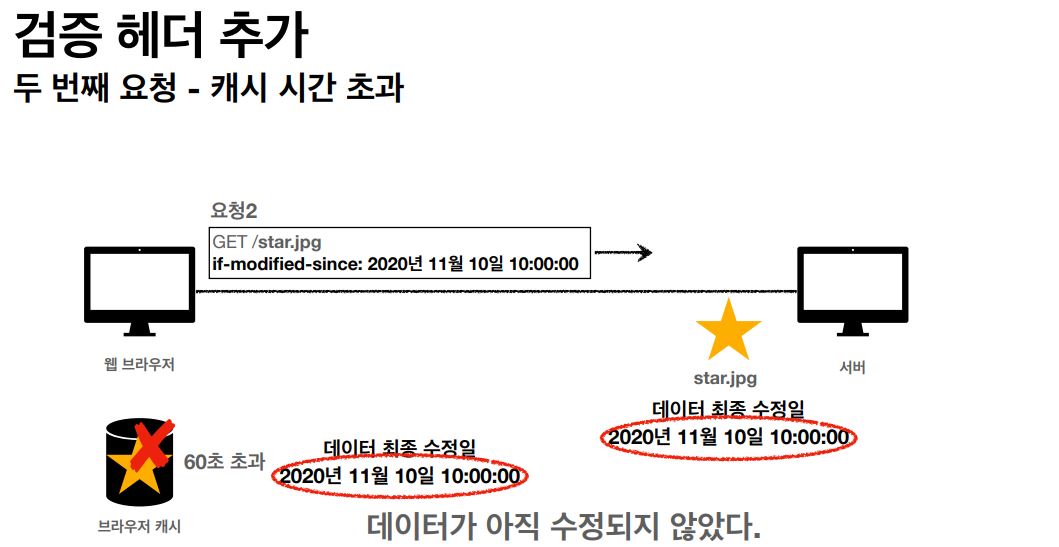 검증 헤더 추가
두 번째 요청 - 캐시 시간 초과
요청2
GET /star.jpg
if-modified-since: 2020년 11월 10일 10:00:00
웹 브라우저
서버
star.jpg
데이터 최종 수정일
2020년 11월 10일 10:00:00
60초 초과
데이터 최종 수정일
2020년 11월 10일 10:00:00
브라우저 캐시
데이터가 아직 수정되지 않았다.